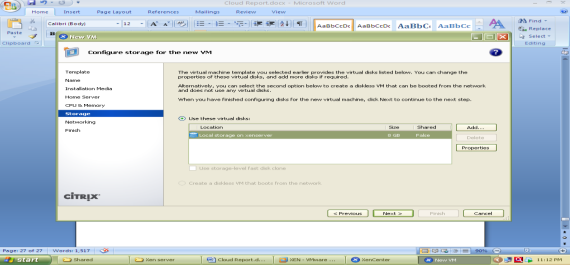 Cloud Report.docx - Microsoft Word
Home Insert Page Layout References Mailings Review View
Calibri (Body) 12
AaBbCcDc AaBbCcDc AaBbC AaBbCc
Find
Replace
Select
Paste
Clipboard
Editing
New VM
Configure storage for the new VM
Template
Name
Installation Media
Home Server
CPU & Memory
Storage
Networking
Finish
The virtual machine template you selected earlier provides the virtual disks listed below. You can change the
properties of these virtual disks, and add more disks if required.
Alternatively, you can select the second option below to create a diskless VM that can be booted from the network
and does not use any virtual disks.
When you have finished configuring disks for the new virtual machine, click Next to continue to the next step.
Use these virtual disks:
Location Size Shared
Local storage on xenserver 8 GB False
Add...
Delete
Properties
Use storage-level fast disk clone
Create a diskless VM that boots from the network
CITRIX
< Previous Next > Finish Cancel
Page: 27 of 27 Words: 1,517 90%
start Shared Xen server Cloud Report.d... XEN - VMware ... XenCenter New VM 11:12 PM